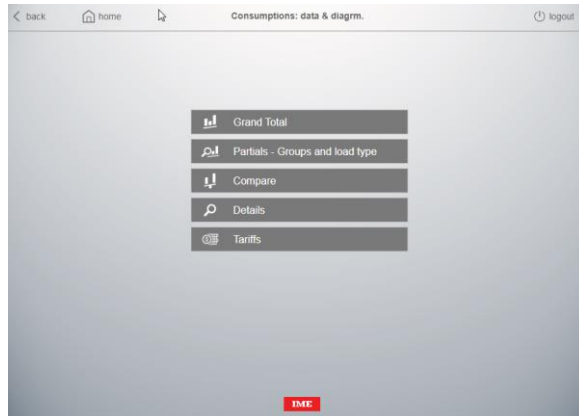 back home Consumptions: data & diagrm. logout
Grand Total
Partials - Groups and load type
Compare
Details
Tariffs
IME